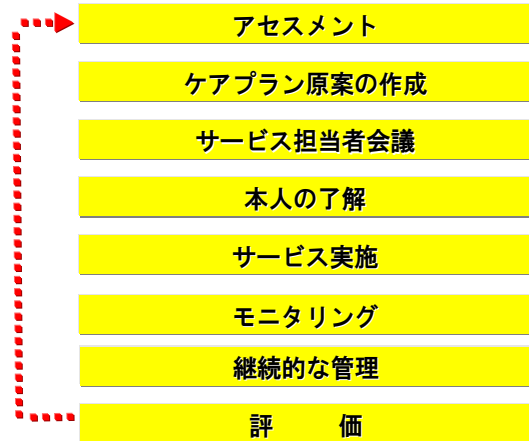 アセスメント
ケアプラン原案の作成
サービス担当者会議
本人の了解
サービス実施
モニタリング
継続的な管理
評　　価